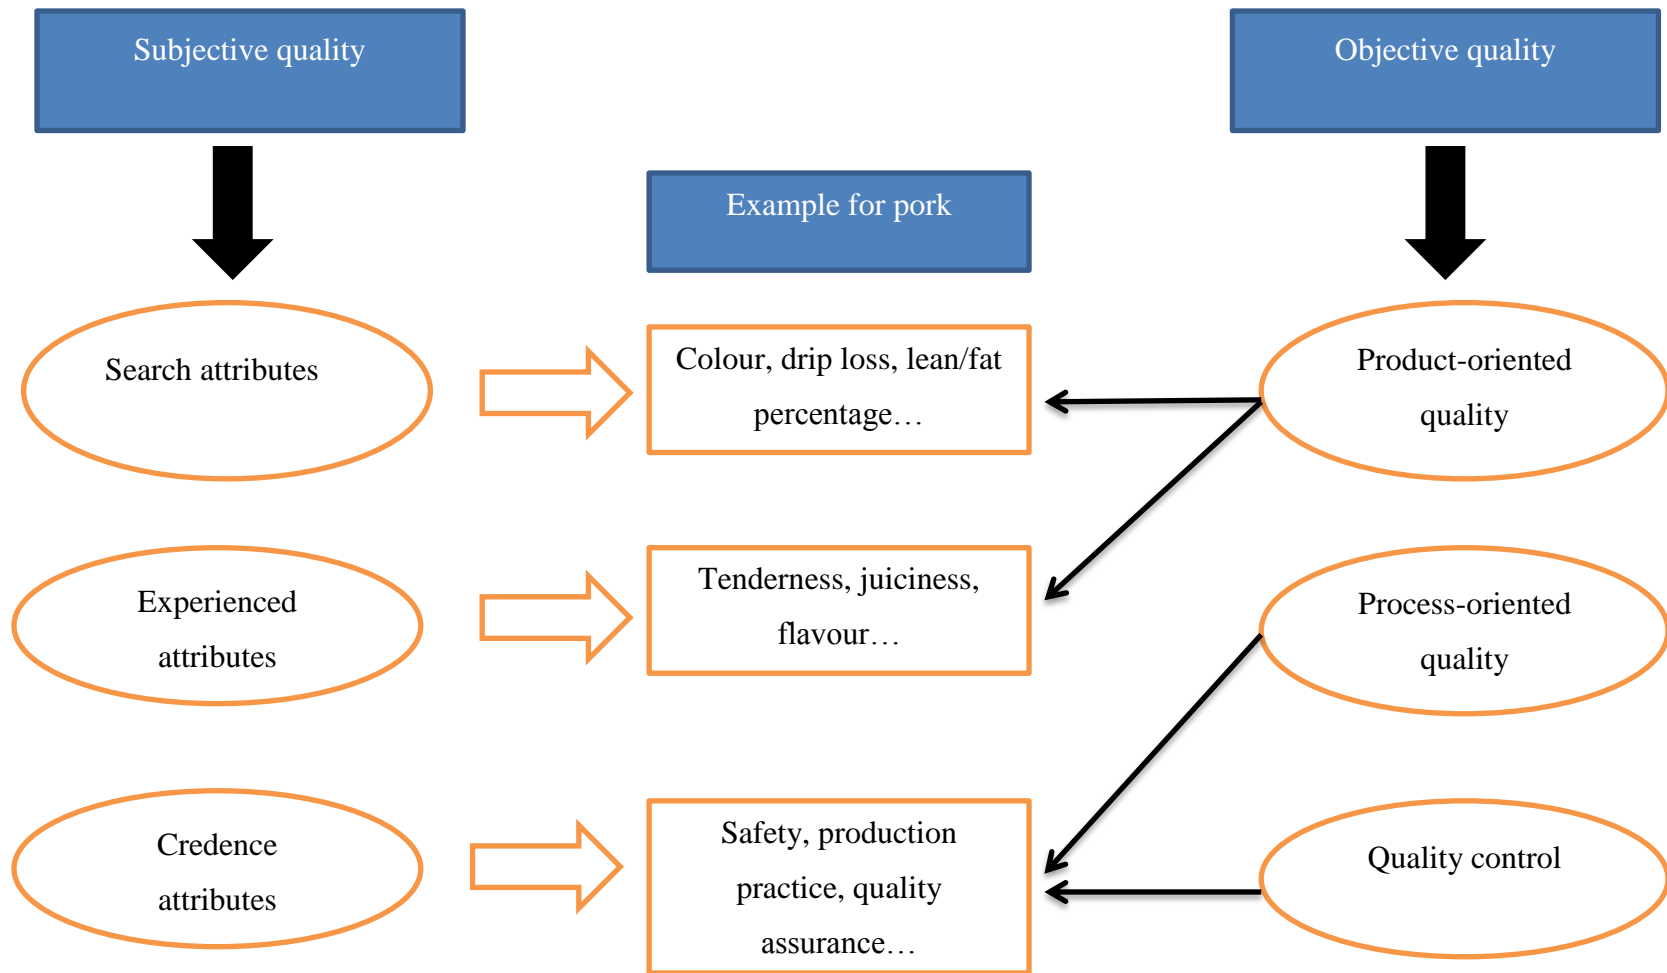 Subjective quality
Objective quality
Example for pork
Search attributes
Colour, drip loss, lean/fat
percentage…
Product-oriented
quality
Experienced
attributes
Tenderness, juiciness,
flavour…
Process-oriented
quality
Credence
attributes
Safety, production
practice, quality
assurance…
Quality control